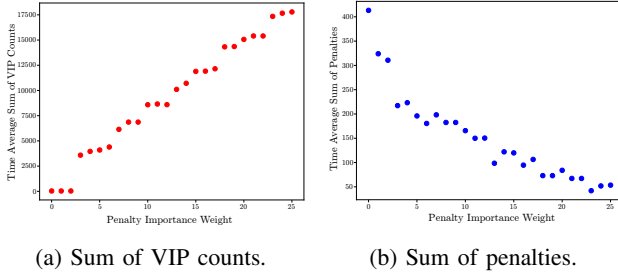 17500
15000
12500
10000
7500
5000
2500
0
Time Average Sum of VIP Counts
0 5 10 15 20 25
Penalty Importance Weight
(a) Sum of VIP counts.
400
350
300
250
200
150
100
50
Time Average Sum of Penalties
0 5 10 15 20 25
Penalty Importance Weight
(b) Sum of penalties.